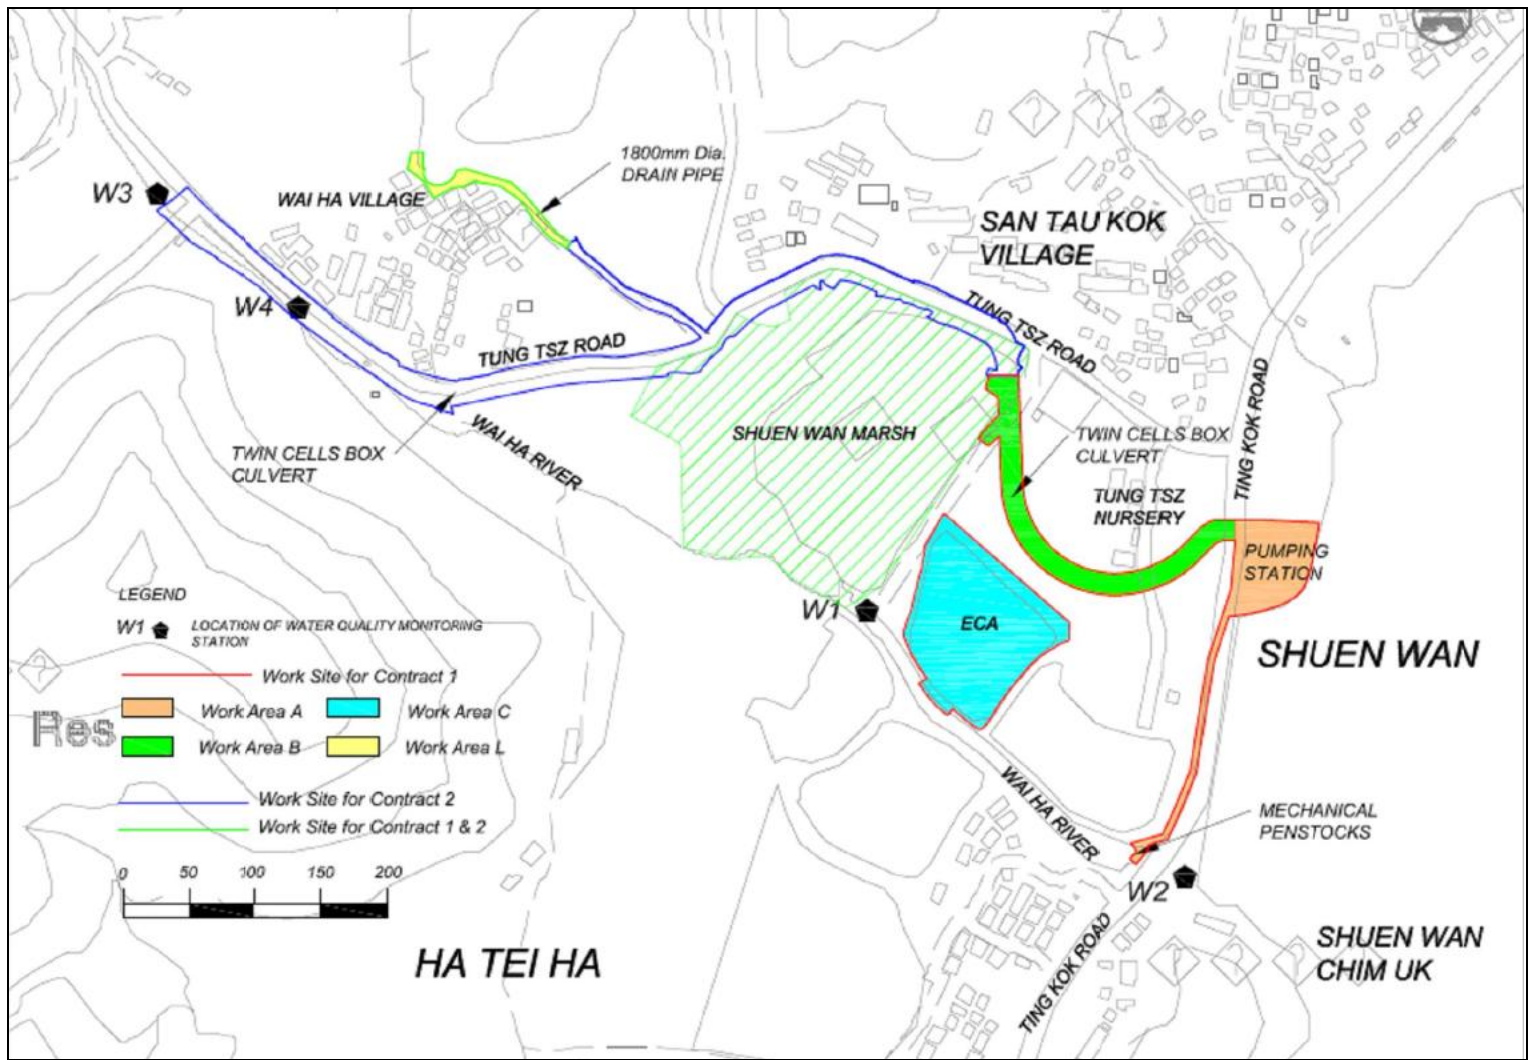 1800mm Dia.
DRAIN PIPE
W3
WAI HA VILLAGE
SAN TAU KOK
VILLAGE
W4
TUNG TSZ ROAD
TUNG TSZ ROAD
TING KOK ROAD
TWIN CELLS BOX
CULVERT
WAI HA RIVER
SHUEN WAN MARSH
TWIN CELLS BOX
CULVERT
TUNG TSZ
NURSERY
PUMPING
STATION
W1
ECA
SHUEN WAN
LEGEND
W1
LOCATION OF WATER QUALITY MONITORING
STATION
Work Site for Contract 1
Work Area A
Work Area C
Res
Work Area B
Work Area L
Work Site for Contract 2
Work Site for Contract 1 & 2
0 50 100 150 200
WAI HA RIVER
MECHANICAL
PENSTOCKS
W2
TING KOK ROAD
HA TEI HA
SHUEN WAN
CHIM UK
? ? ?
?
? ? ? ?